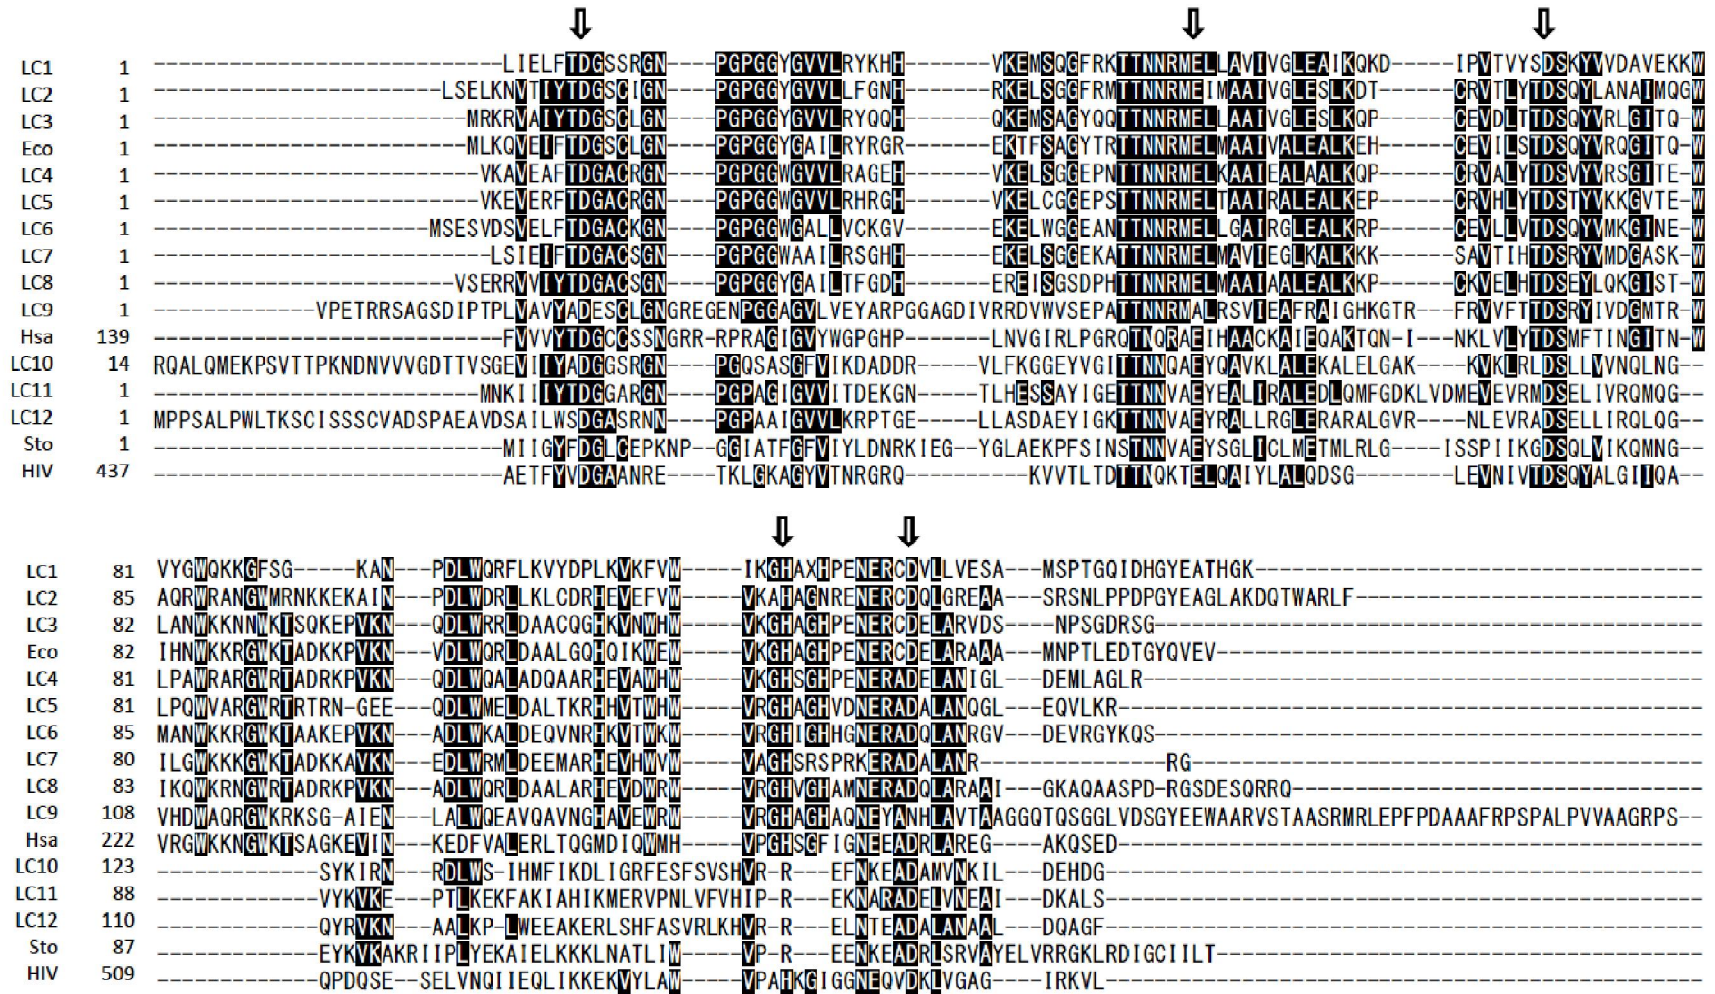 LC1 1 ---------------------------LIELFTDGSSRGN----PGPGGYGVVLRYKHH-------VKEMSQGFRKTTNNRMELLAVIVGLEAIKQKD-----IPVTVYSDSKYVVDAVEKKW
LC2 1 ----------------------LSELKNVTIYTDGSCIGN----PGPGGYGVVLLFGNH-------RKELSGGFRMTTNNRMEIMAAIVGLESLKDT------CRVTLYTDSQYLANAIMQGW
LC3 1 ------------------------MRKRVAIYTDGSCLGN----PGPGGYGVVLRYQQH-------QKEMSAGYQQTTNNRMELLAAIVGLESLKQP------CEVDLTTDSQYVRLGITQ-W
Eco 1 ------------------------MLKQVEIFTDGSCLGN----PGPGGYGAILRYRGR-------EKTFSAGYTRTTNNRMELMAAIVALEALKEH------CEVILSTDSQYVRQGITQ-W
LC4 1 -------------------------VKAVEAFTDGACRGN----PGPGGWGVVLRAGEH-------VKELSGGEPNTTNNRMELKAAIEALAALKQP------CRVALYTDSTYVRSGITE-W
LC5 1 -------------------------VKEVERFTDGACRGN----PGPGGWGVVLRHRGH-------VKELCGGEPSTTNNRMELTAAIRALEALKEP------CRVHLYTDSTYVKKGVTE-W
LC6 1 ---------------------MSESVDSVELFTDGACKGN----PGPGGWGALLVCKGV-------EKELWGGEANTTNNRMELLGAIRGLEALKRP------CEVLLVTDSQYVMKGINE-W
LC7 1 --------------------------LSIEIFTDGACSGN----PGPGGWAAILRSGHH-------EKELSGGEKATTNNRMELMAVIEGLKALKKK------SAVTIHTDSRYVMDGASK-W
LC8 1 -----------------------VSERRVVIYTDGACSGN----PGPGGYGAILTFGDH-------EREISGSDPHTTNNRMELMAAIAALEALKKP------CKVELHTDSEYLQKGIST-W
LC9 1 ------------VPETRRSAGSDIPTPLVAVYADESCLGNGREGENPGGAGVLVEYARPGGAGDIVRRDVWVSEPATTNNRMALRSVIEAFRAIGHKGTR---FRVVFTTDSRYIVDGMTR-W
Hsa 139 ---------------------------FVVVYTDGCCSSNGRR-RPRAGIGVYWGPGHP-------LNVGIRLPGRQTNQRAEIHAACKAIEQAKTQN-I---NKLVLYTDSMFTINGITN-W
LC10 14 RQALQMEKPSVTTPKNDNVVVGDTTVSGEVIIYADGGSRGN----PGQSASGFVIKDADDR------VLFKGGEYVGITTNNQAEYQAVKLALEKALELGAK-----KVKLRLDSLLVVNQLNG--
LC11 1 -------------------------MNKIIIYTDGGARGN----PGPAGIGVVITDEKGN------TLHESSAYIGETTNNVAEYEALIRALEDLQMFGDKLVDMEVEVRMDSELIVRQMQG--
LC12 1 MPPSALPWLTKSCISSSCVADSPAEAVDSAILWSDGASRNN----PGPAAIGVVLKRPTGE------LLASDAEYIGKTTNNVAEYRALLRGLERARALGVR----NLEVRADSELLIRQLQG--
Sto 1 ---------------------------MIIGYFDGLCEPKNP--GGIATFGFVIYLDNRKIEG--YGLAEKPFSINSTNNVAEYSGLICLMETMLRLG------ISSPIIKGDSQLVIKQMNG--
HIV 437 ---------------------------AETFYVDGAANRE----TKLGKAGYVTNRGRQ----------KVVTLTDTTNQKTELQAIYLALQDSG--------LEVNIVTDSQYALGIIQA--
LC1 81 VYGWQKKGFSG-----KAN---PDLWQRFLKVYDPLKVKFVW-----IKGHAXHPENERCDVLLVESA---MSPTGQIDHGYEATHGK------------------------------------
LC2 85 AQRWRANGWMRNKKEKAIN---PDLWDRLLKLCDRHEVEFVW-----VKAHAGNRENERCDQLGREAA---SRSNLPPDPGYEAGLAKDQTWARLF----------------------------
LC3 82 LANWKKNNWKTSQKEPVKN---QDLWRRLDAACQGHKVNWHW-----VKGHAGHPENERCDELARVDS----NPSGDRSG--------------------------------------------
Eco 82 IHNWKKRGWKTADKKPVKN---VDLWQRLDAALGQHQIKWEW-----VKGHAGHPENERCDELARAAA---MNPTLEDTGYQVEV---------------------------------------
LC4 81 LPAWRARGWRTADRKPVKN---QDLWQALADQAARHEVAWHW-----VKGHSGHPENERADELANIGL---DEMLAGLR---------------------------------------------
LC5 81 LPQWVARGWRTRTRN-GEE---QDLWMELDALTKRHHVTWHW-----VRGHAGHVDNERADALANQGL---EQVLKR-----------------------------------------------
LC6 85 MANWKKRGWKTAAKEPVKN---ADLWKALDEQVNRHKVTWKW-----VRGHIGHHGNERADQLANRGV---DEVRGYKQS--------------------------------------------
LC7 80 ILGWKKKGWKTADKKAVKN---EDLWRMLDEEMARHEVHWVW-----VAGHSRSPRKERADALANR---------------RG-----------------------------------------
LC8 83 IKQWKRNGWRTADRKPVKN---ADLWQRLDAALARHEVDWRW-----VRGHVGHAMNERADQLARAAI---GKAQAASPD-RGSDESQRRQ---------------------------------
LC9 108 VHDWAQRGWKRKSG-AIEN---LALWQEAVQAVNGHAVEWRW-----VRGHAGHAQNEYANHLAVTAAGGQTQSGGLVDSGYEEWAARVSTAASRMRLEPFPDAAAFRPSPALPVVAAGRPS--
Hsa 222 VRGWKKNGWKTSAGKEVIN---KEDFVALERLTQGMDIQWMH-----VPGHSGFIGNEEADRLAREG----AKQSED-----------------------------------------------
LC10 123 -------------SYKIRN---RDLWS-IHMFIKDLIGRFESFSVSHVR-R---EFNKEADAMVNKIL---DEHDG------------------------------------------------
LC11 88 -------------VYKVKE---PTLKEKFAKIAHIKMERVPNLVFVHIP-R---EKNARADELVNEAI---DKALS------------------------------------------------
LC12 110 -------------QYRVKN---AALKP-LWEEAKERLSHFASVRLKHVR-R---ELNTEADALANAAL---DQAGF------------------------------------------------
Sto 87 -------------EYKVKAKRIIPLYEKAIELKKKLNATLIW-----VP-R---EENKEADRLSRVAYELVRRGKLRDIGCIILT---------------------------------------
HIV 509 -------------QPDQSE--SELVNQIIEQLIKKEKVYLAW-----VPAHKGIGGNEQVDKLVGAG----IRKVL------------------------------------------------